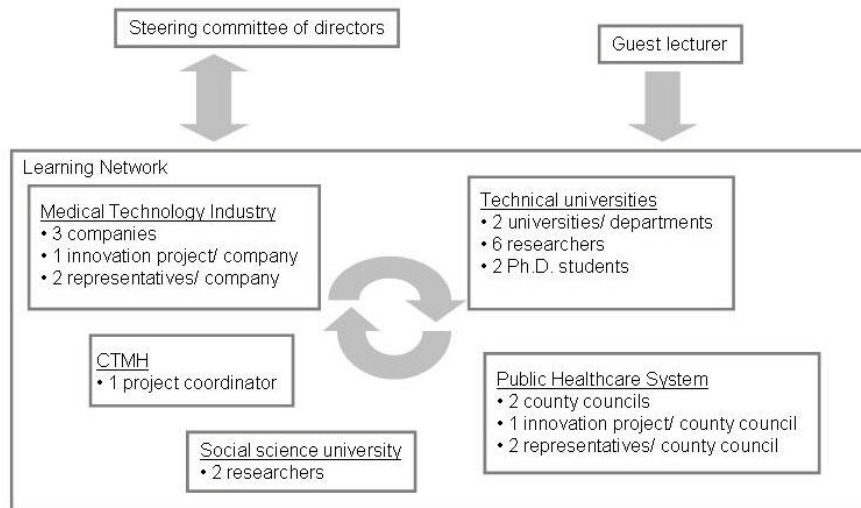 Steering committee of directors
Guest lecturer
Learning Network
Medical Technology Industry
• 3 companies
• 1 innovation project/ company
• 2 representatives/ company
Technical universities
• 2 universities/ departments
• 6 researchers
• 2 Ph.D. students
CTMH
• 1 project coordinator
Public Healthcare System
• 2 county councils
• 1 innovation project/ county council
• 2 representatives/ county council
Social science university
• 2 researchers